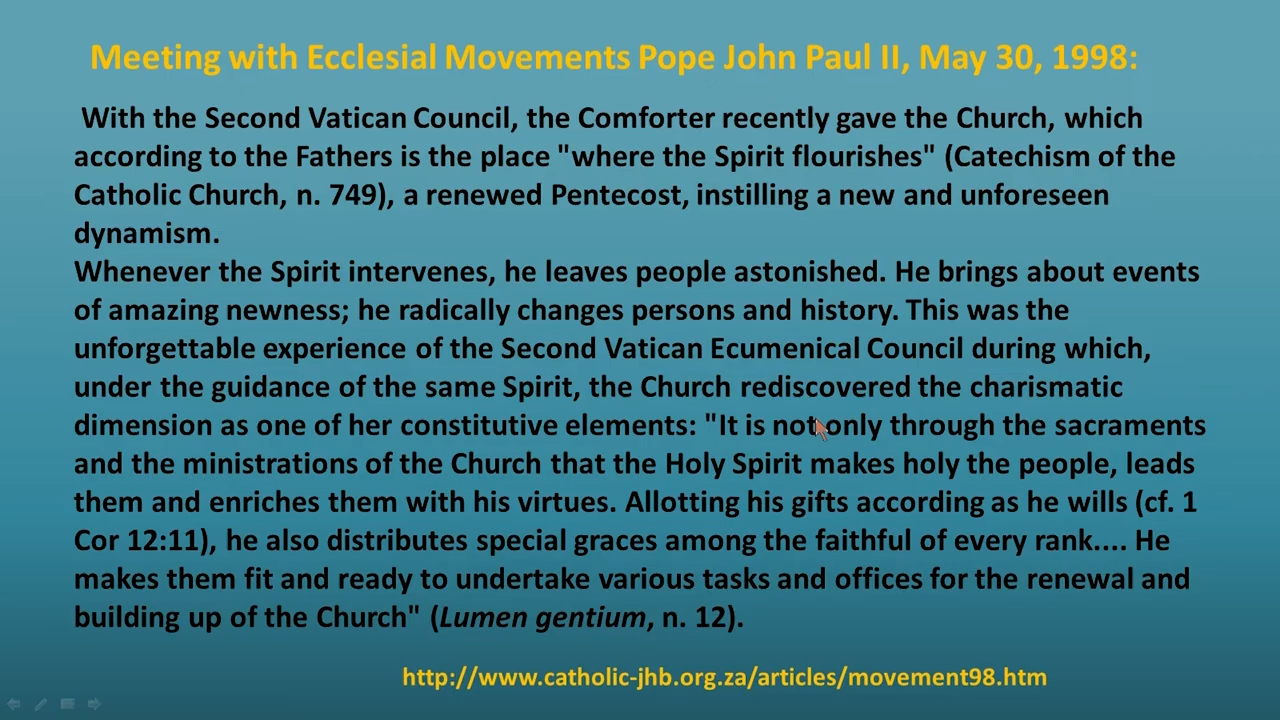 Meeting with Ecclesial Movements Pope John Paul II, May 30, 1998:
With the Second Vatican Council, the Comforter recently gave the Church, which
according to the Fathers is the place "where the Spirit flourishes" (Catechism of the
Catholic Church, n. 749), a renewed Pentecost, instilling a new and unforeseen
dynamism.
Whenever the Spirit intervenes, he leaves people astonished. He brings about events
of amazing newness; he radically changes persons and history. This was the
unforgettable experience of the Second Vatican Ecumenical Council during which,
under the guidance of the same Spirit, the Church rediscovered the charismatic
dimension as one of her constitutive elements: "It is not only through the sacraments
and the ministrations of the Church that the Holy Spirit makes holy the people, leads
them and enriches them with his virtues. Allotting his gifts according as he wills (cf. 1
Cor 12:11), he also distributes special graces among the faithful of every rank.... He
makes them fit and ready to undertake various tasks and offices for the renewal and
building up of the Church" (Lumen gentium, n. 12).
http://www.catholic-jhb.org.za/articles/movement98.htm